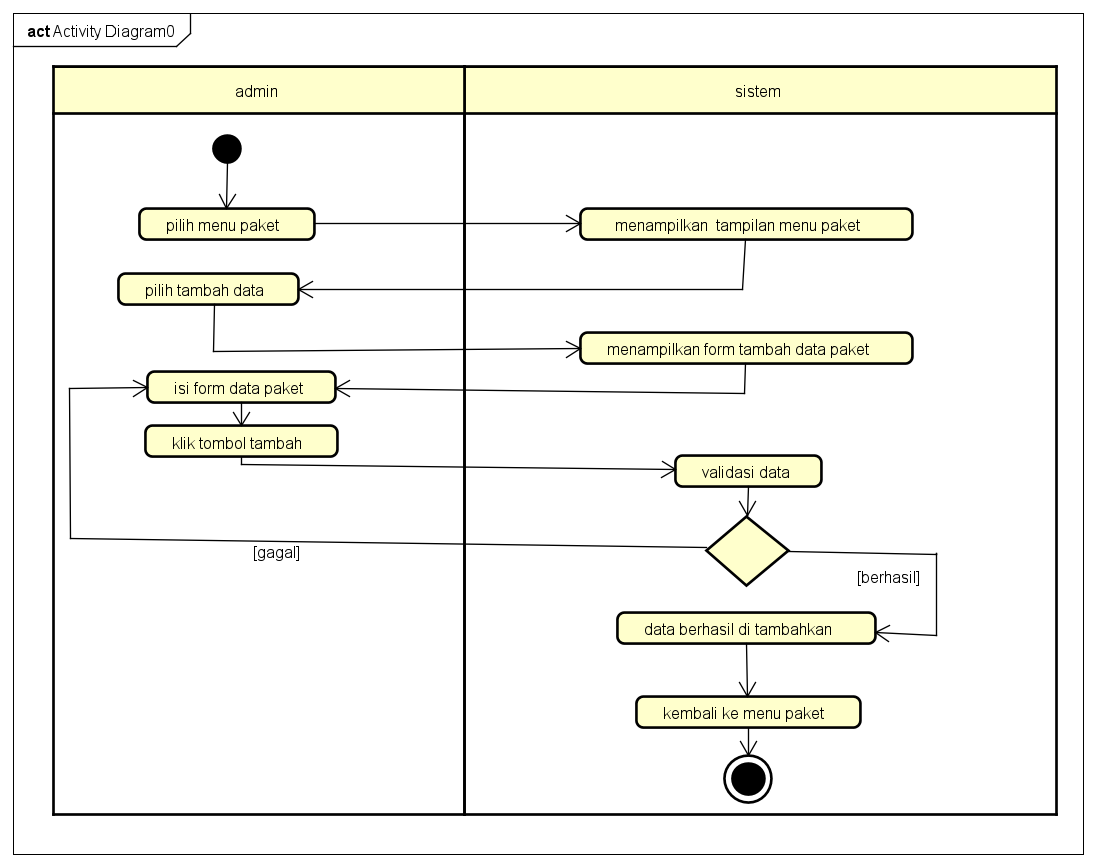 act Activity Diagram0
admin
sistem
pilih menu paket
menampilkan  tampilan menu paket
pilih tambah data
menampilkan form tambah data paket
isi form data paket
klik tombol tambah
validasi data
[gagal]
[berhasil]
data berhasil di tambahkan
kembali ke menu paket